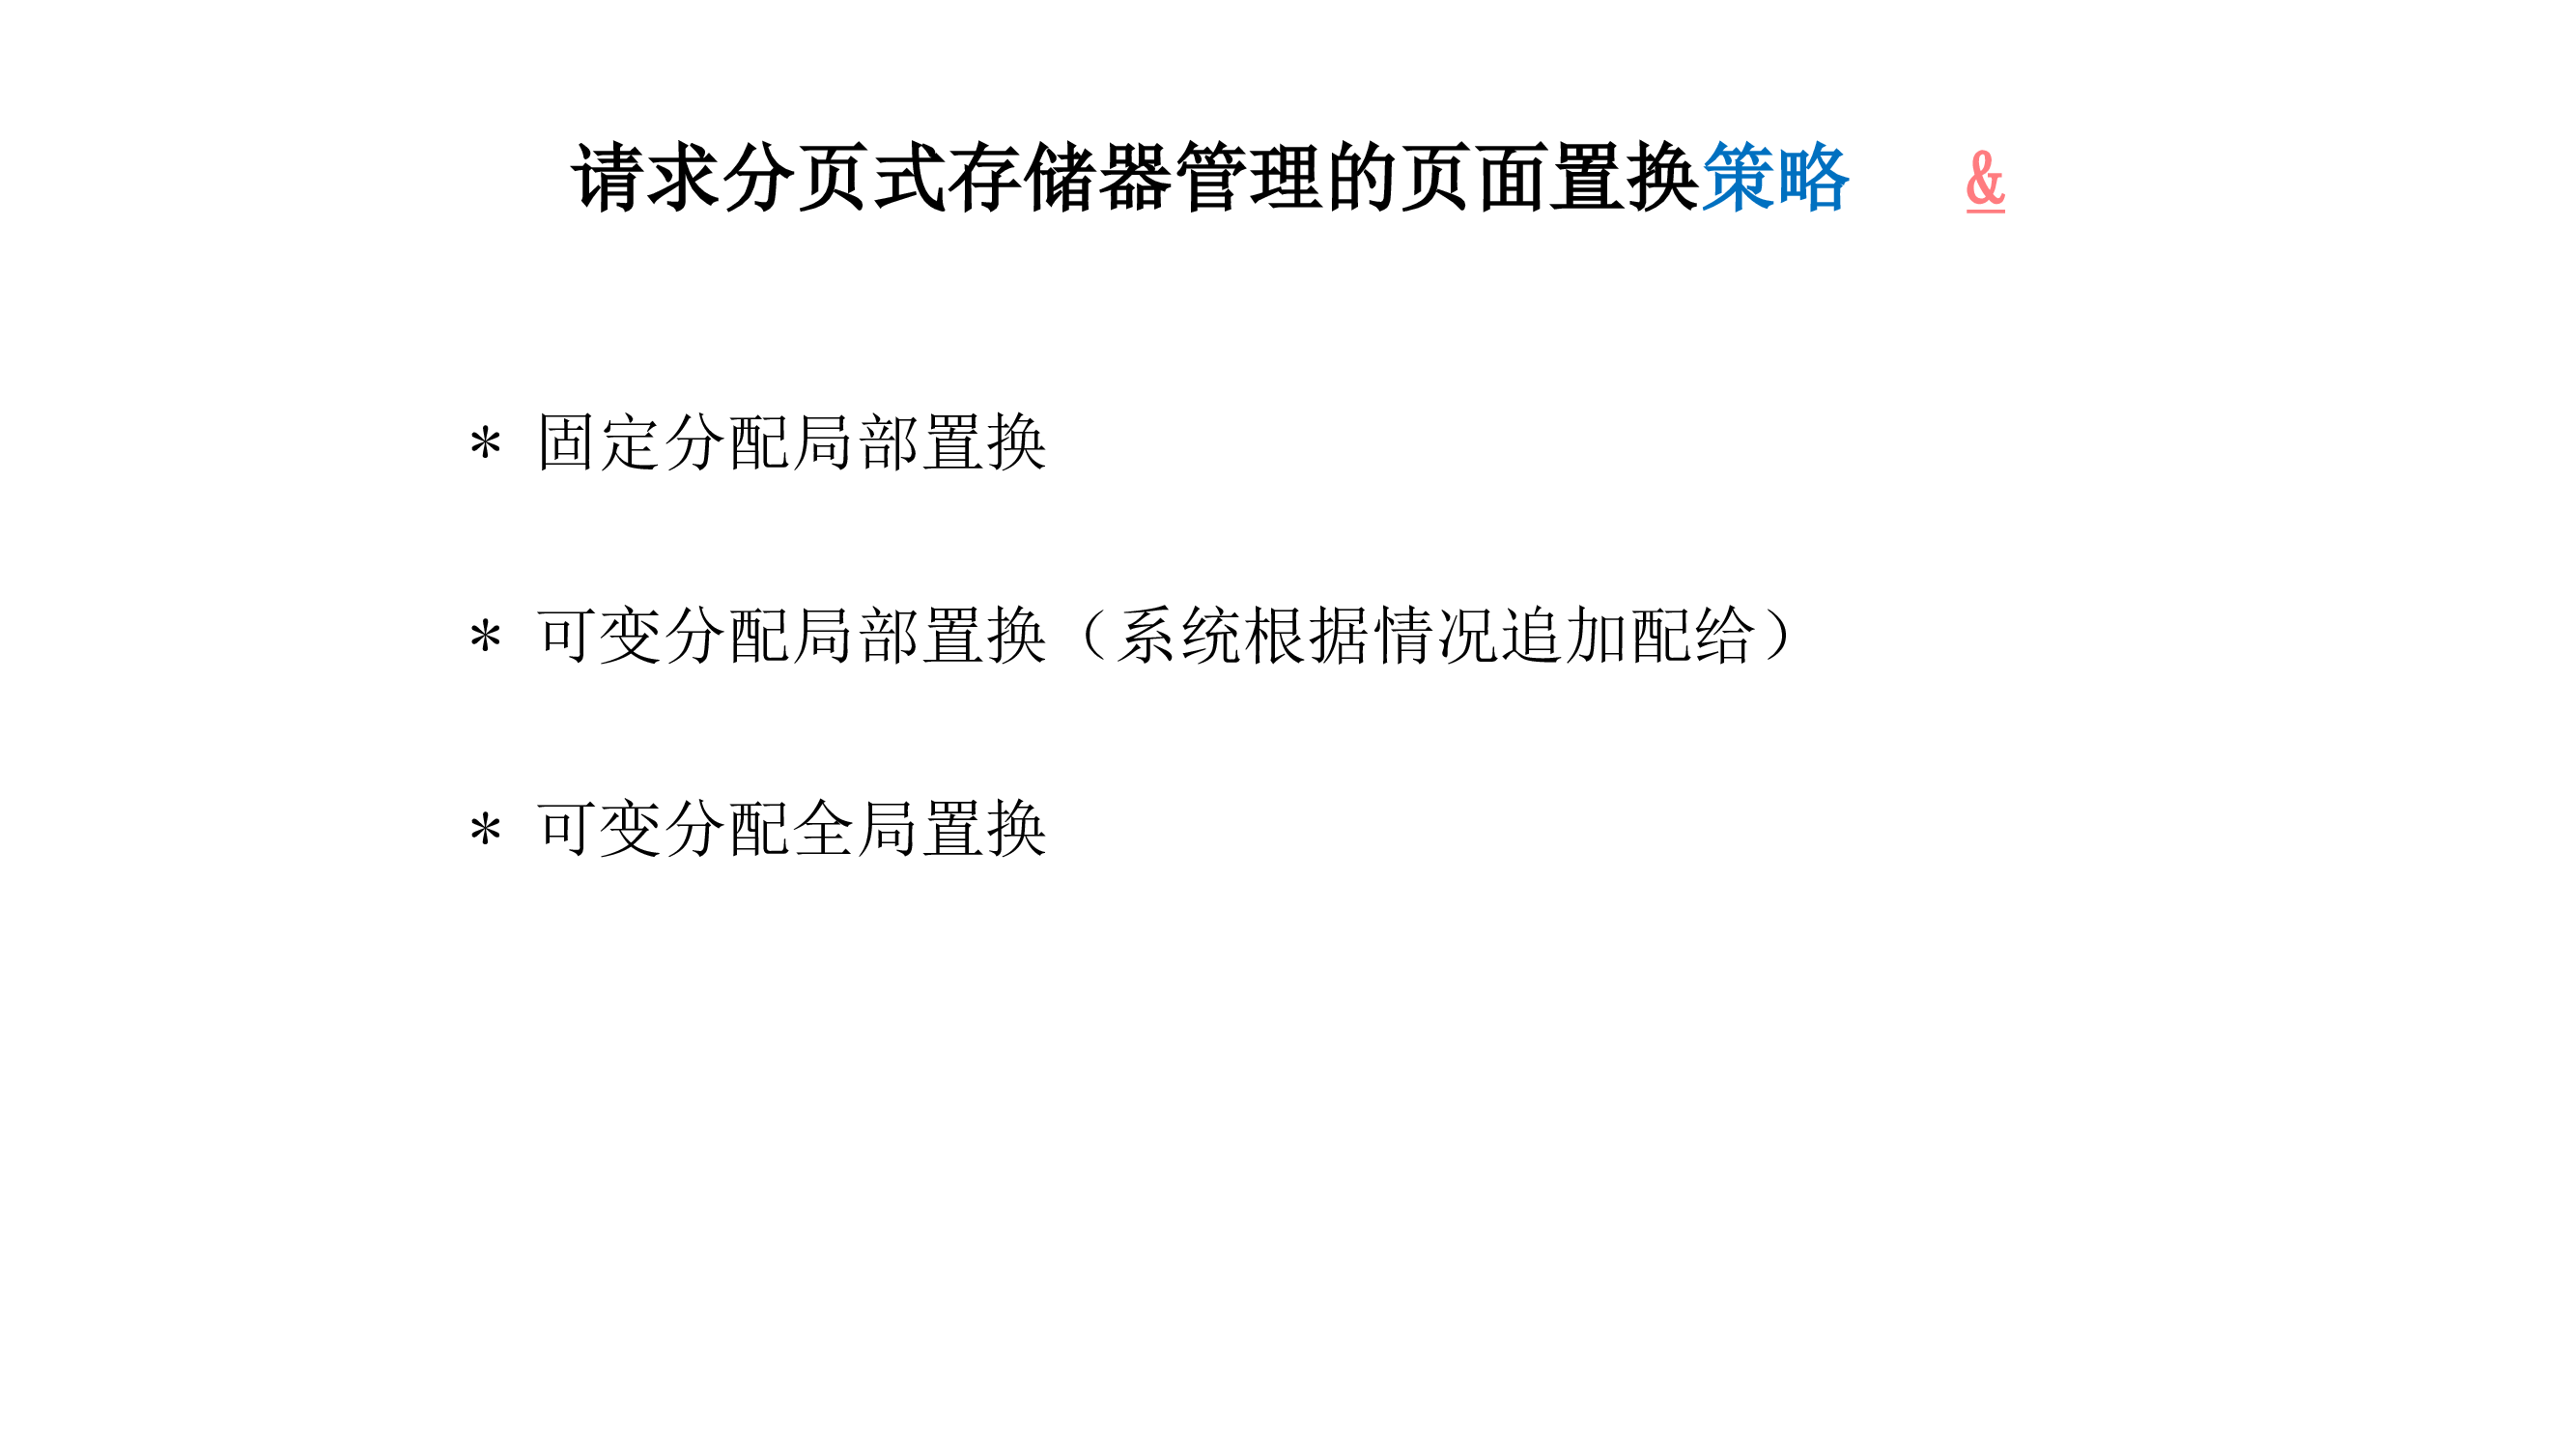 请求分页式存储器管理的页面置换策略 &
* 固定分配局部置换
* 可变分配局部置换（系统根据情况追加配给）
* 可变分配全局置换